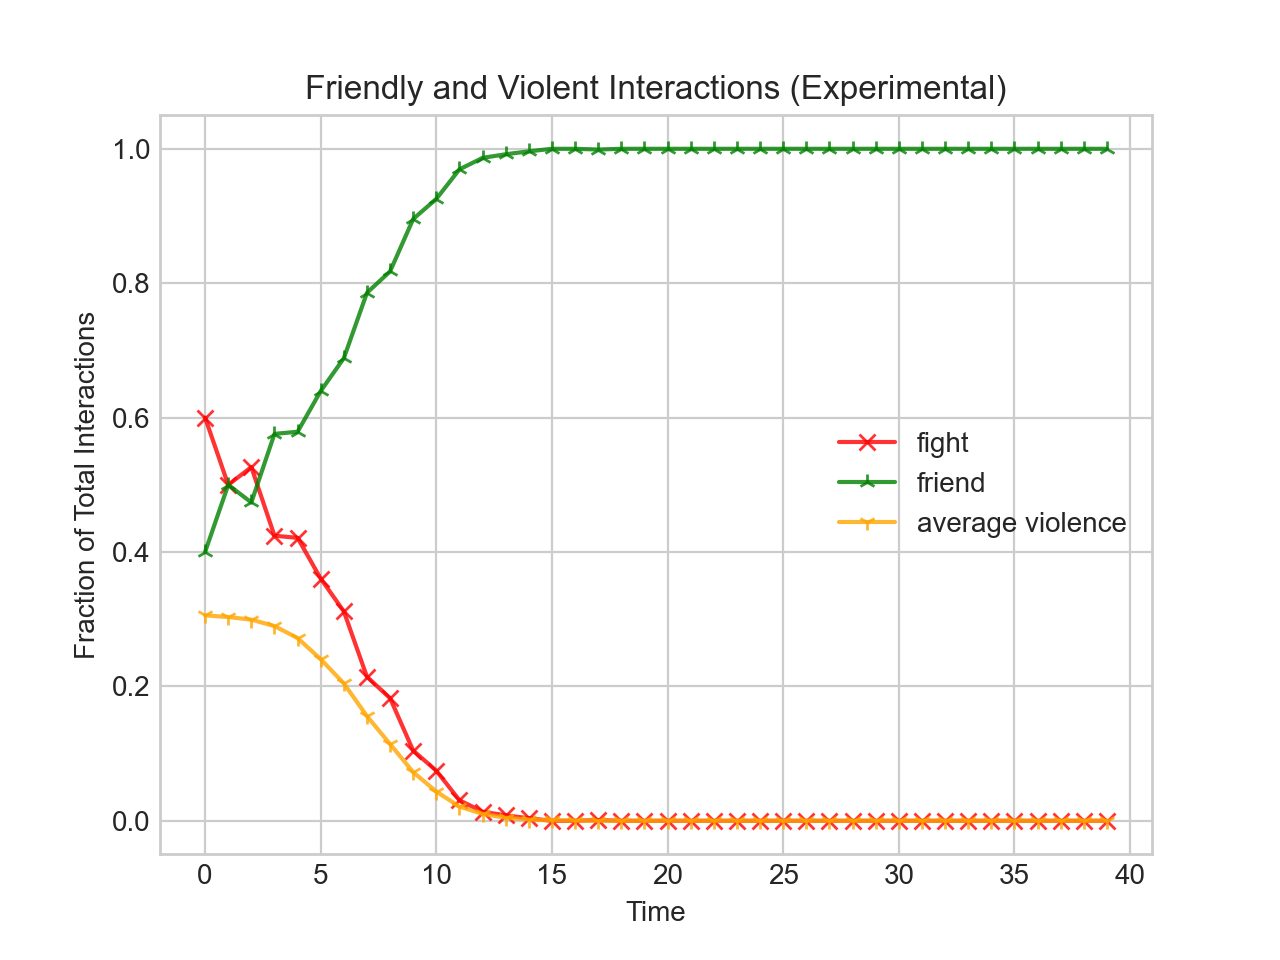 Friendly and Violent Interactions (Experimental)
1.0
0.8
0.6
0.4
0.2
0.0
Fraction of Total Interactions
fight
friend
average violence
0 5 10 15 20 25 30 35 40
Time